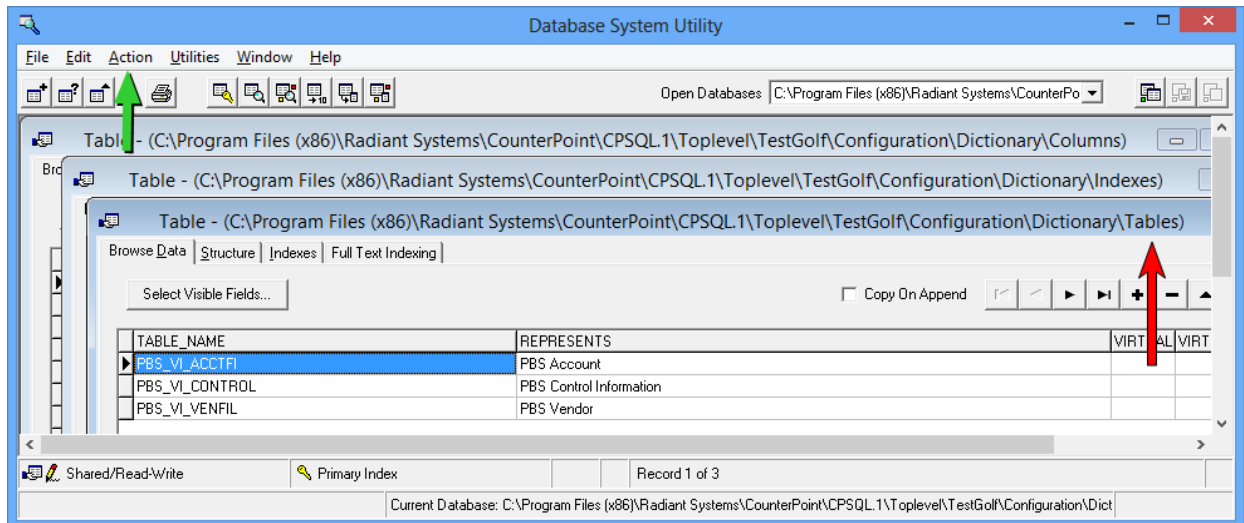 Database System Utility
File Edit Action Utilities Window Help
Open Databases C:\Program Files (x86)\Radiant Systems\CounterPo
Table - (C:\Program Files (x86)\Radiant Systems\CounterPoint\CPSQL.1\Toplevel\TestGolf\Configuration\Dictionary\Columns)
Table - (C:\Program Files (x86)\Radiant Systems\CounterPoint\CPSQL.1\Toplevel\TestGolf\Configuration\Dictionary\Indexes)
Table - (C:\Program Files (x86)\Radiant Systems\CounterPoint\CPSQL.1\Toplevel\TestGolf\Configuration\Dictionary\Tables)
Browse Data Structure Indexes Full Text Indexing
Select Visible Fields... Copy On Append
TABLE_NAME REPRESENTS VIRT
PBS_VI_ACCTFI PBS Account
PBS_VI_CONTROL PBS Control Information
PBS_VI_VENFIL PBS Vendor
Shared/Read-Write Primary Index Record 1 of 3
Current Database: C:\Program Files (x86)\Radiant Systems\CounterPoint\CPSQL.1\Toplevel\TestGolf\Configuration\Dict